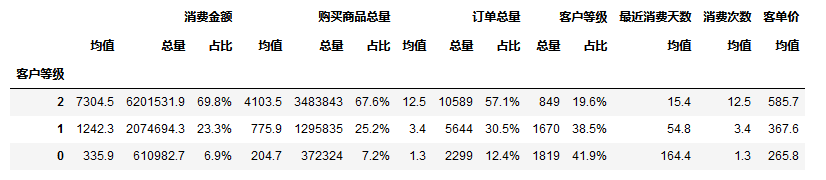 消费金额 购买商品总量 订单总量 客户等级 最近消费天数 消费次数 客单价
均值 总量 占比 均值 总量 占比 均值 总量 占比 总量 占比 均值 均值 均值
客户等级
2 7304.5 6201531.9 69.8% 4103.5 3483843 67.6% 12.5 10589 57.1% 849 19.6% 15.4 12.5 585.7
1 1242.3 2074694.3 23.3% 775.9 1295835 25.2% 3.4 5644 30.5% 1670 38.5% 54.8 3.4 367.6
0 335.9 610982.7 6.9% 204.7 372324 7.2% 1.3 2299 12.4% 1819 41.9% 164.4 1.3 265.8